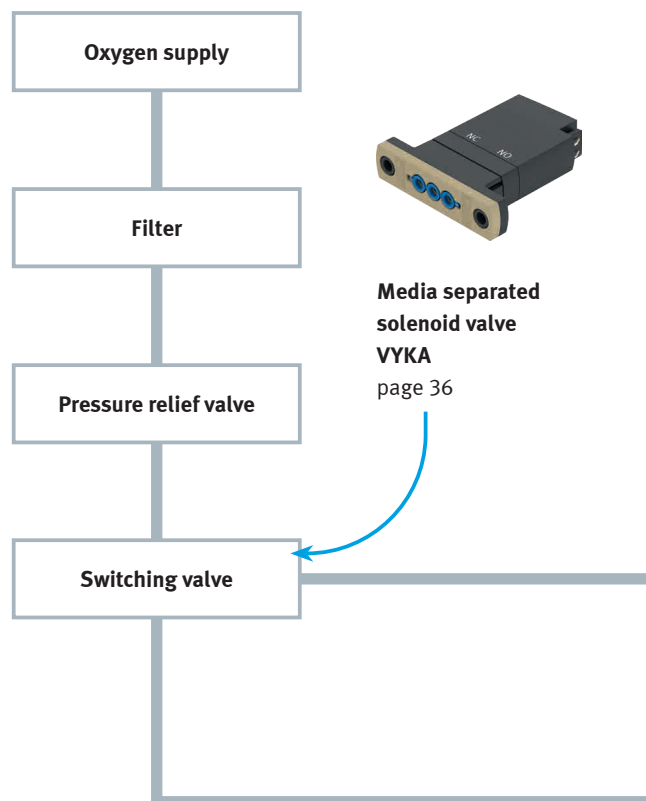 Oxygen supply
NC
NO
Filter
Media separated
solenoid valve
VYKA
page 36
Pressure relief valve
Switching valve